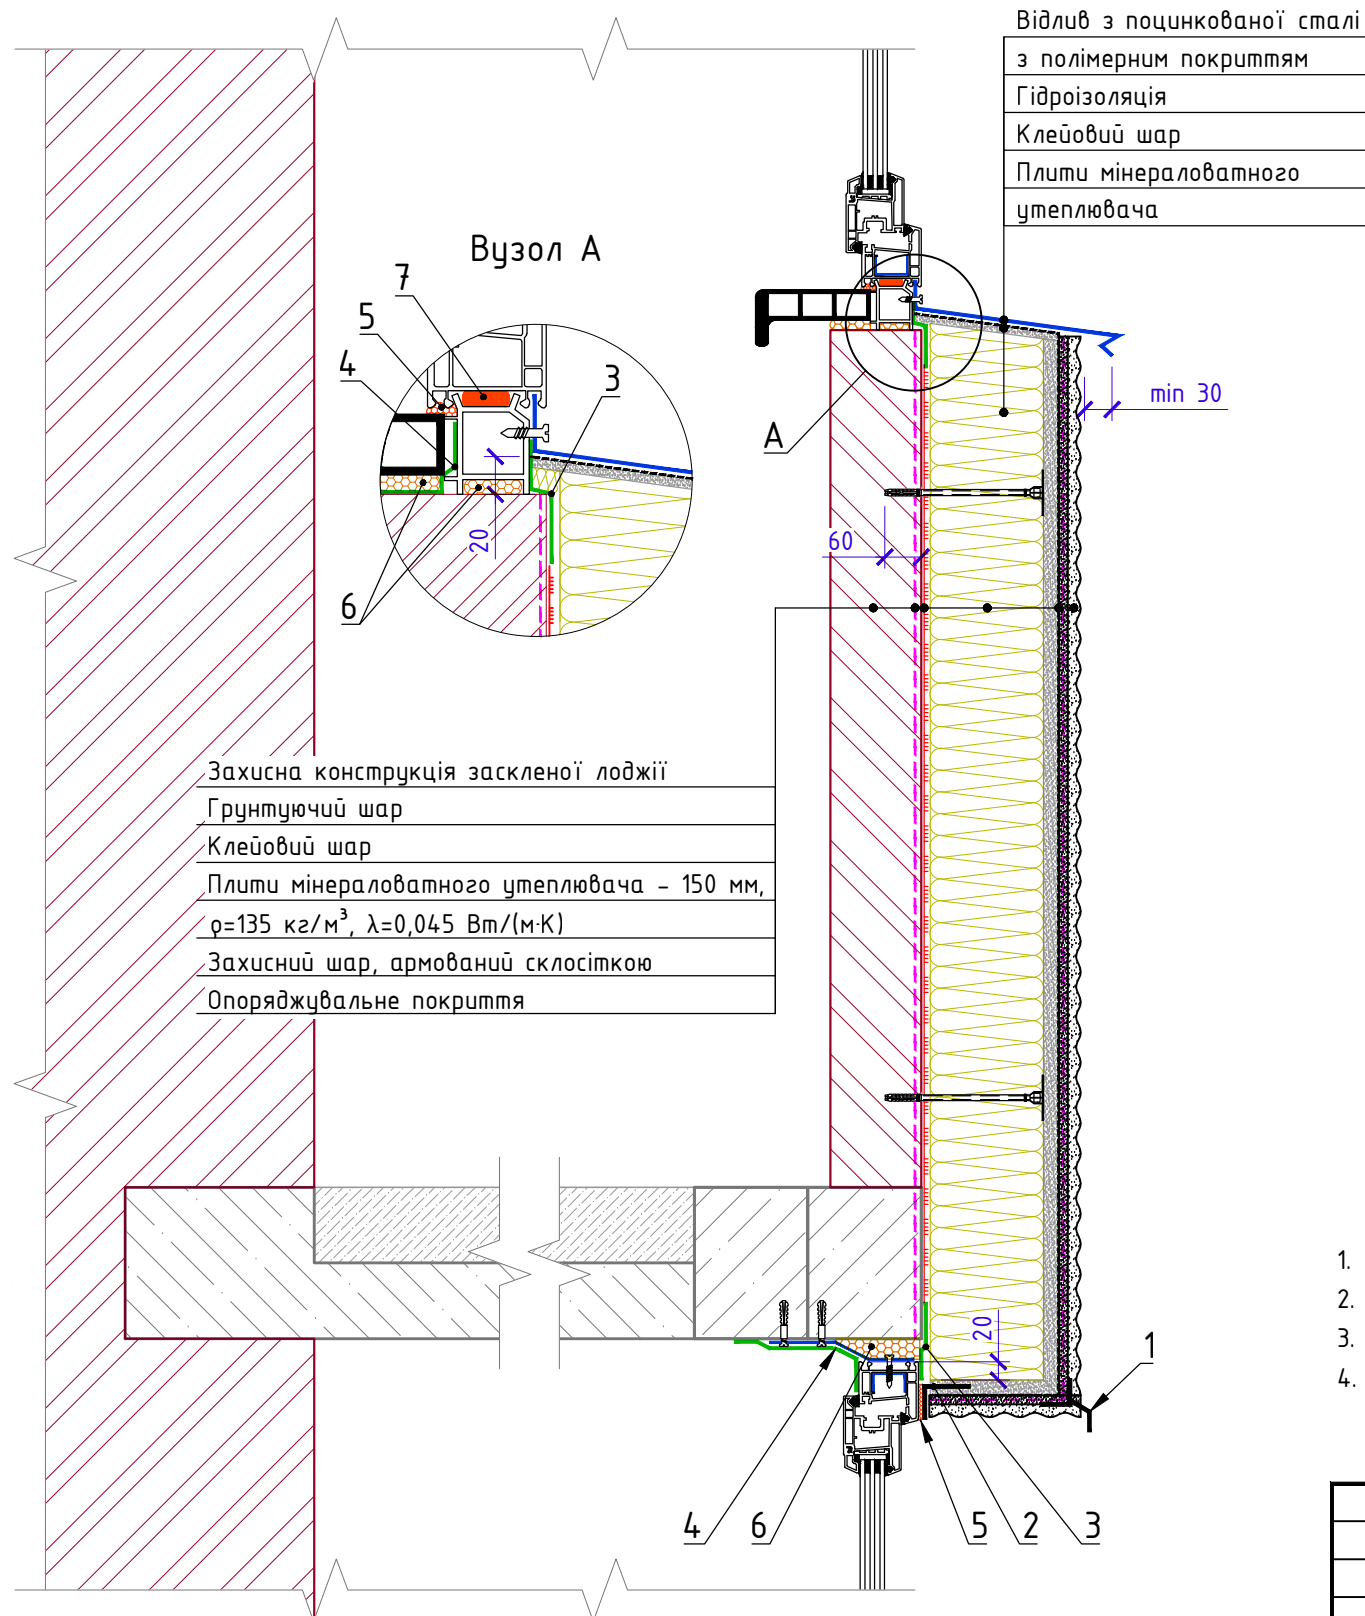 Відлив з поцинкованої сталі
з полімерним покриттям
Гідроізоляція
Клейовий шар
Плити мінераловатного
утеплювача
Вузол А
7
5
4
3
20
6
А
min 30
60
Захисна конструкція заскленої лоджії
Грунтуючий шар
Клейовий шар
Плити мінераловатного утеплювача - 150 мм,
ρ=135 кг/м³, λ=0,045 Вт/(м·К)
Захисний шар, армований склосіткою
Опоряджувальне покриття
20
1
1.
2.
3.
4.
4
6
5
2
3